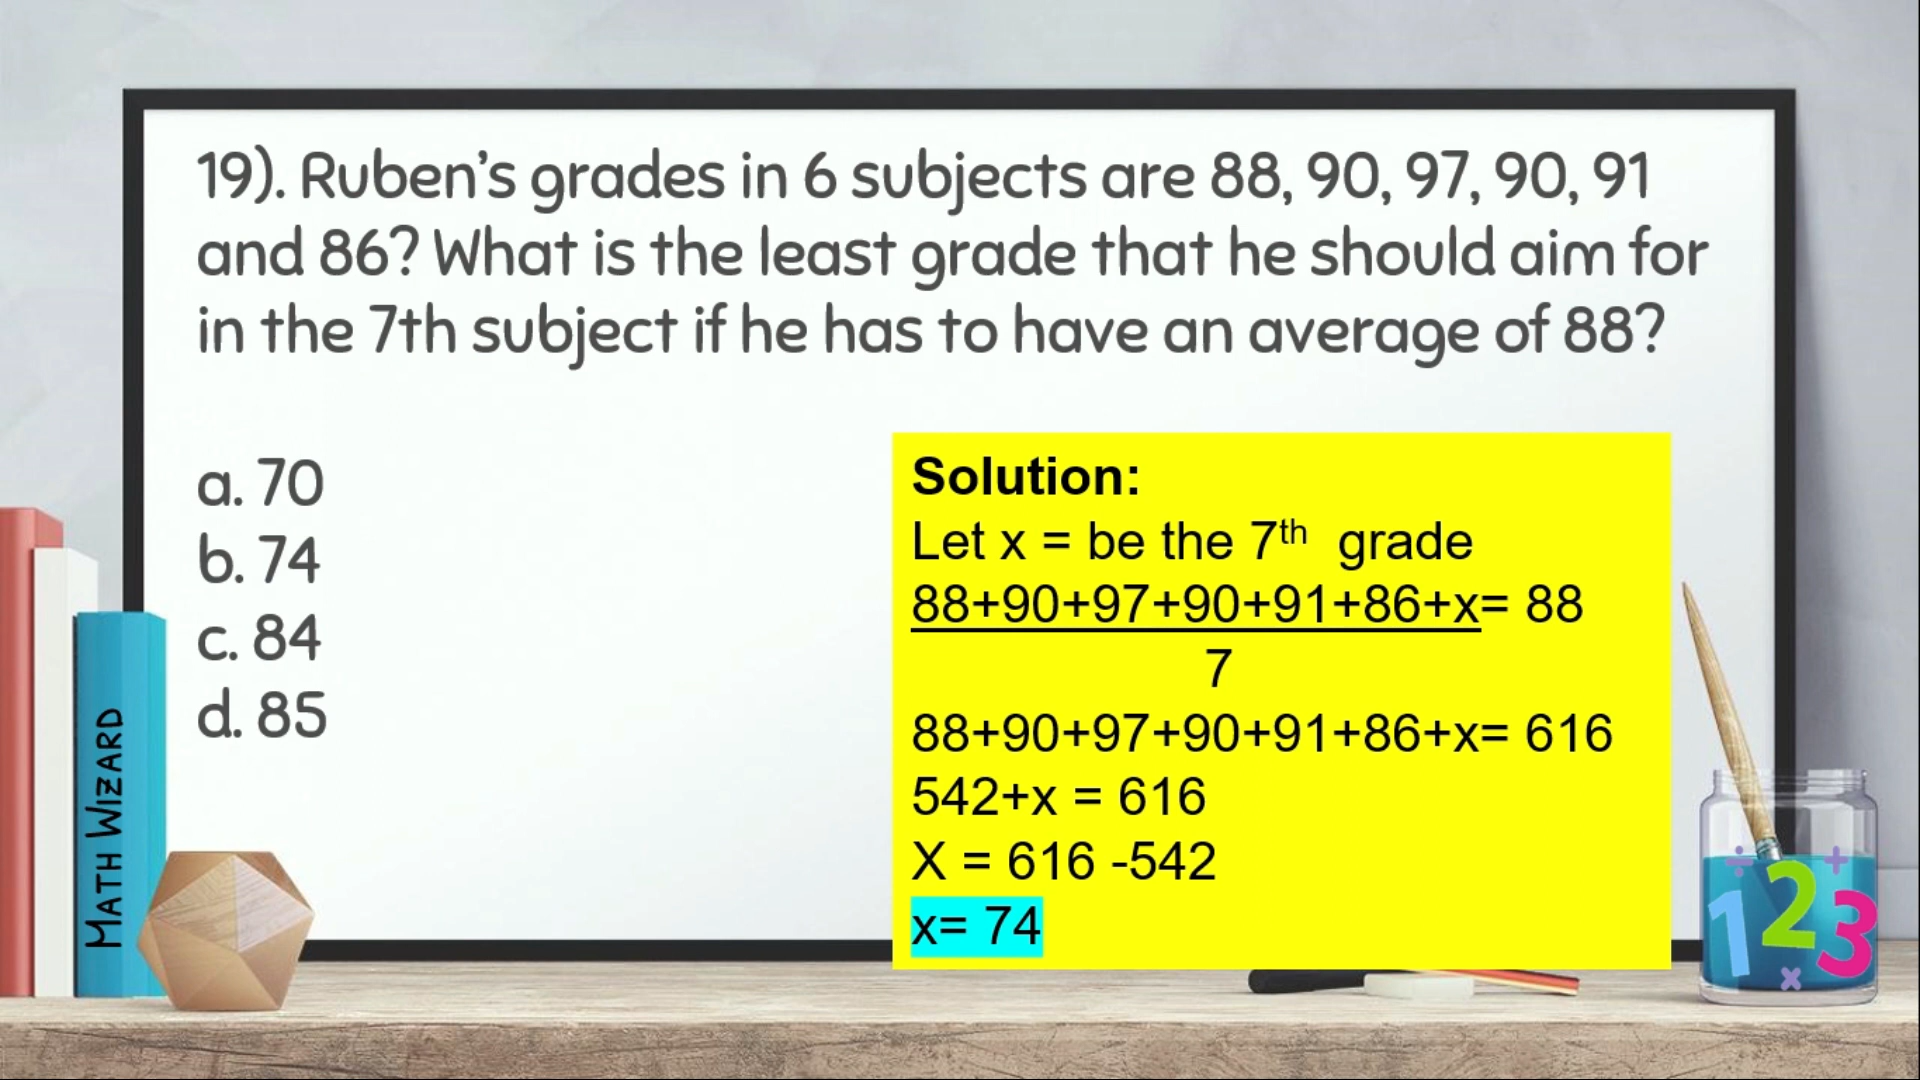 19). Ruben’s grades in 6 subjects are 88, 90, 97, 90, 91
and 86? What is the least grade that he should aim for
in the 7th subject if he has to have an average of 88?
a. 70
b. 74
c. 84
d. 85
Solution:
Let x = be the 7th grade
88+90+97+90+91+86+x= 88
7
88+90+97+90+91+86+x= 616
542+x = 616
X = 616 -542
x= 74
MATH WIZARD
÷ +
123
x